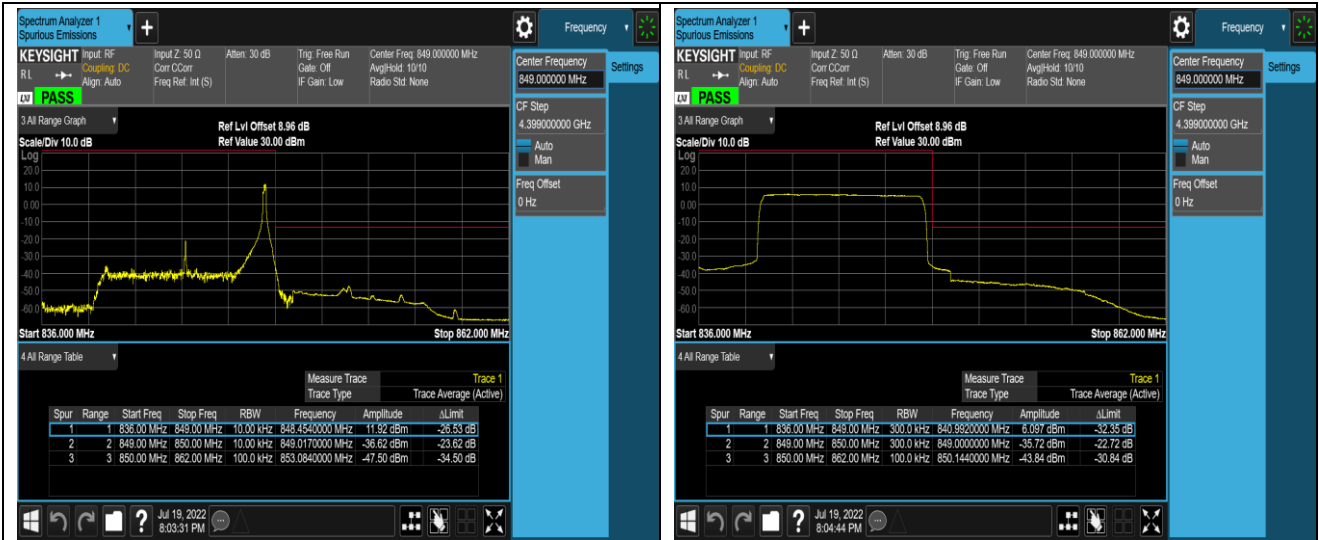 Spectrum Analyzer 1
Spurious Emissions
+
Frequency
KEYSIGHT
RL
Input: RF
Coupling: DC
Align: Auto
Input Z: 50 Ω
Corr CCorr
Freq Ref: Int (S)
Atten: 30 dB
Trig: Free Run
Gate: Off
IF Gain: Low
Center Freq: 849.000000 MHz
Avg|Hold: 10/10
Radio Std: None
LXI PASS
Center Frequency
849.000000 MHz
Settings
CF Step
4.399000000 GHz
Auto
Man
Freq Offset
0 Hz
3 All Range Graph
Ref Lvl Offset 8.96 dB
Scale/Div 10.0 dB
Ref Value 30.00 dBm
Log
20.0
10.0
0.00
-10.0
-20.0
-30.0
-40.0
-50.0
-60.0
Start 836.000 MHz
Stop 862.000 MHz
4 All Range Table
Measure Trace Trace 1
Trace Type Trace Average (Active)
Spur Range Start Freq Stop Freq RBW Frequency Amplitude ΔLimit
1 1 836.00 MHz 849.00 MHz 10.00 kHz 848.4540000 MHz 11.92 dBm -26.53 dB
2 2 849.00 MHz 850.00 MHz 10.00 kHz 849.0170000 MHz -36.62 dBm -23.62 dB
3 3 850.00 MHz 862.00 MHz 100.0 kHz 853.0840000 MHz -47.50 dBm -34.50 dB
?
Jul 19, 2022
8:03:31 PM
Spectrum Analyzer 1
Spurious Emissions
+
Frequency
KEYSIGHT
RL
Input: RF
Coupling: DC
Align: Auto
Input Z: 50 Ω
Corr CCorr
Freq Ref: Int (S)
Atten: 30 dB
Trig: Free Run
Gate: Off
IF Gain: Low
Center Freq: 849.000000 MHz
Avg|Hold: 10/10
Radio Std: None
LXI PASS
Center Frequency
849.000000 MHz
Settings
CF Step
4.399000000 GHz
Auto
Man
Freq Offset
0 Hz
3 All Range Graph
Ref Lvl Offset 8.96 dB
Scale/Div 10.0 dB
Ref Value 30.00 dBm
Log
20.0
10.0
0.00
-10.0
-20.0
-30.0
-40.0
-50.0
-60.0
Start 836.000 MHz
Stop 862.000 MHz
4 All Range Table
Measure Trace Trace 1
Trace Type Trace Average (Active)
Spur Range Start Freq Stop Freq RBW Frequency Amplitude ΔLimit
1 1 836.00 MHz 849.00 MHz 300.0 kHz 840.9920000 MHz 6.097 dBm -32.35 dB
2 2 849.00 MHz 850.00 MHz 300.0 kHz 849.0000000 MHz -35.72 dBm -22.72 dB
3 3 850.00 MHz 862.00 MHz 100.0 kHz 850.1440000 MHz -43.84 dBm -30.84 dB
?
Jul 19, 2022
8:04:44 PM